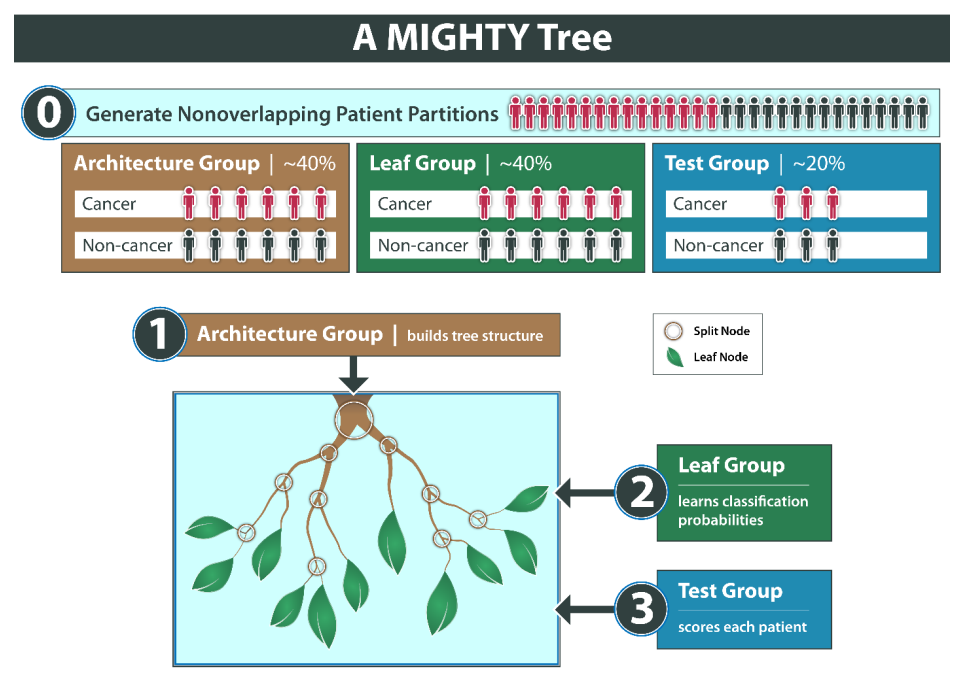 A MIGHTY Tree
0 Generate Nonoverlapping Patient Partitions
Architecture Group | ~40%
Cancer
Non-cancer
Leaf Group | ~40%
Cancer
Non-cancer
Test Group | ~20%
Cancer
Non-cancer
1 Architecture Group | builds tree structure
Split Node
Leaf Node
2 Leaf Group
learns classification
probabilities
3 Test Group
scores each patient